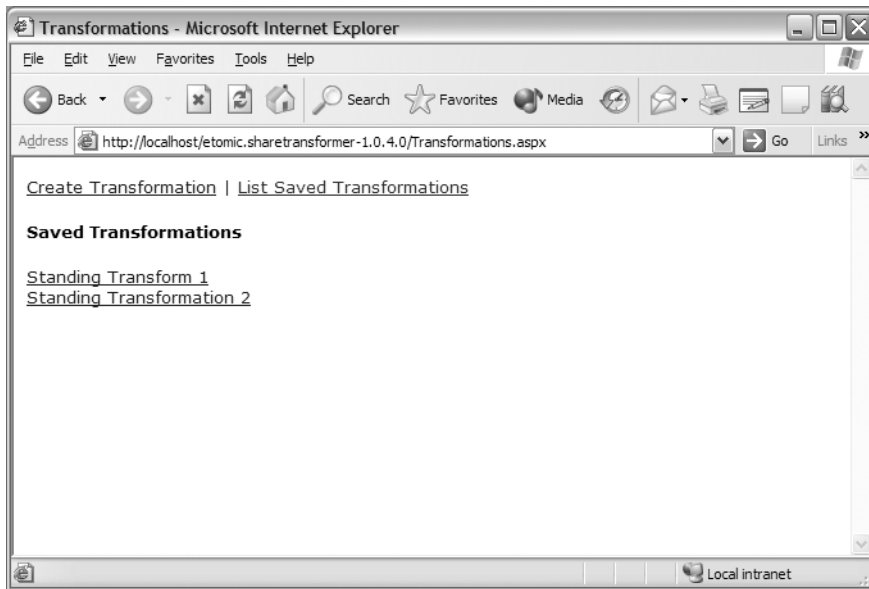 Transformations - Microsoft Internet Explorer
File Edit View Favorites Tools Help
Back Search Favorites Media
Address http://localhost/etomic.sharetransformer-1.0.4.0/Transformations.aspx Go Links »
Create Transformation | List Saved Transformations
Saved Transformations
Standing Transform 1
Standing Transformation 2
Local intranet